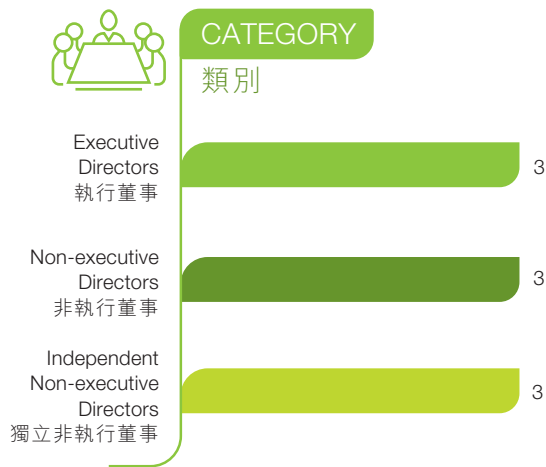 CATEGORY
類別
Executive
Directors
執行董事
3
Non-executive
Directors
非執行董事
3
Independent
Non-executive
Directors
獨立非執行董事
3